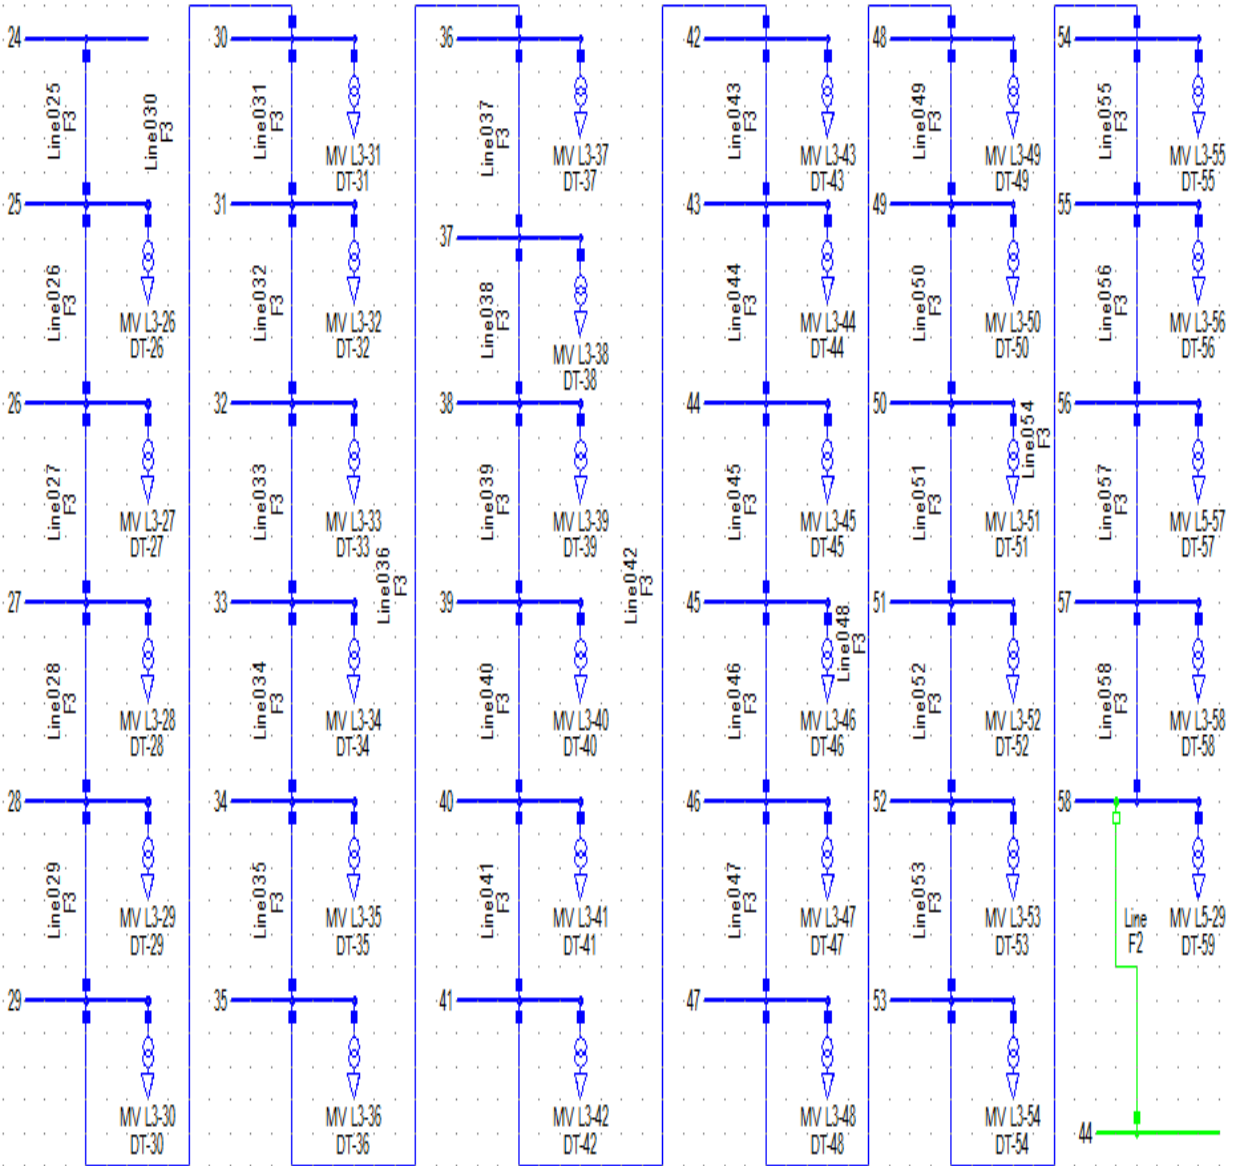 24
Line025
F3
Line030
F3
25
MV L3-26
DT-26
Line026
F3
26
MV L3-27
DT-27
Line027
F3
27
MV L3-28
DT-28
Line028
F3
28
MV L3-29
DT-29
Line029
F3
29
MV L3-30
DT-30
30
MV L3-31
DT-31
Line031
F3
31
MV L3-32
DT-32
Line032
F3
32
MV L3-33
DT-33
Line033
F3
Line036
F3
33
MV L3-34
DT-34
Line034
F3
34
MV L3-35
DT-35
Line035
F3
35
MV L3-36
DT-36
36
MV L3-37
DT-37
Line037
F3
37
MV L3-38
DT-38
Line038
F3
38
MV L3-39
DT-39
Line039
F3
Line042
F3
39
MV L3-40
DT-40
Line040
F3
40
MV L3-41
DT-41
Line041
F3
41
MV L3-42
DT-42
42
MV L3-43
DT-43
Line043
F3
43
MV L3-44
DT-44
Line044
F3
44
MV L3-45
DT-45
Line045
F3
45
Line048
F3
MV L3-46
DT-46
Line046
F3
46
MV L3-47
DT-47
Line047
F3
47
MV L3-48
DT-48
48
MV L3-49
DT-49
Line049
F3
49
MV L3-50
DT-50
Line050
F3
50
Line054
F3
MV L3-51
DT-51
Line051
F3
51
MV L3-52
DT-52
Line052
F3
52
MV L3-53
DT-53
Line053
F3
53
MV L3-54
DT-54
54
MV L3-55
DT-55
Line055
F3
55
MV L3-56
DT-56
Line056
F3
56
MV L5-57
DT-57
Line057
F3
57
MV L3-58
DT-58
Line058
F3
58
Line
F2
MV L5-29
DT-59
44